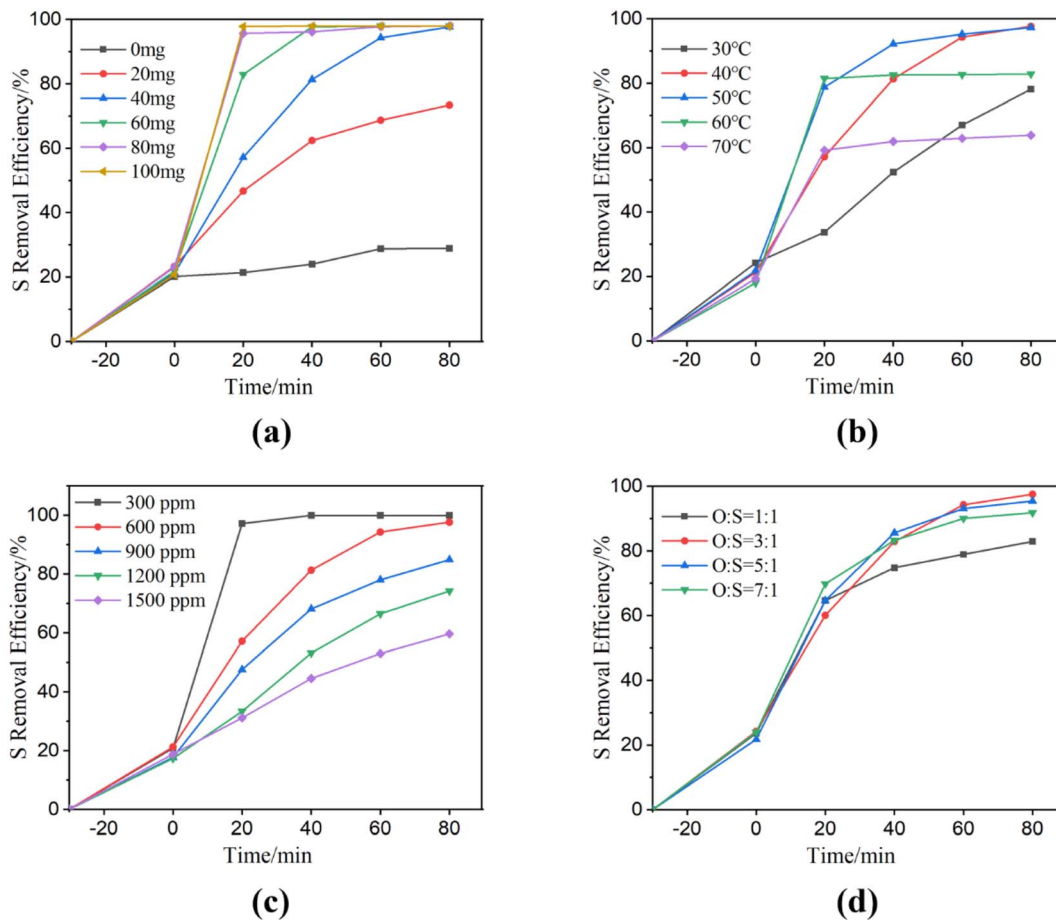 100
80
60
40
20
0
S Removal Efficiency/%
0mg
20mg
40mg
60mg
80mg
100mg
-20 0 20 40 60 80
Time/min
(a)
100
80
60
40
20
0
S Removal Efficiency/%
30°C
40°C
50°C
60°C
70°C
-20 0 20 40 60 80
Time/min
(b)
100
80
60
40
20
0
S Removal Efficiency/%
300 ppm
600 ppm
900 ppm
1200 ppm
1500 ppm
-20 0 20 40 60 80
Time/min
(c)
100
80
60
40
20
0
S Removal Efficiency/%
O:S=1:1
O:S=3:1
O:S=5:1
O:S=7:1
-20 0 20 40 60 80
Time/min
(d)